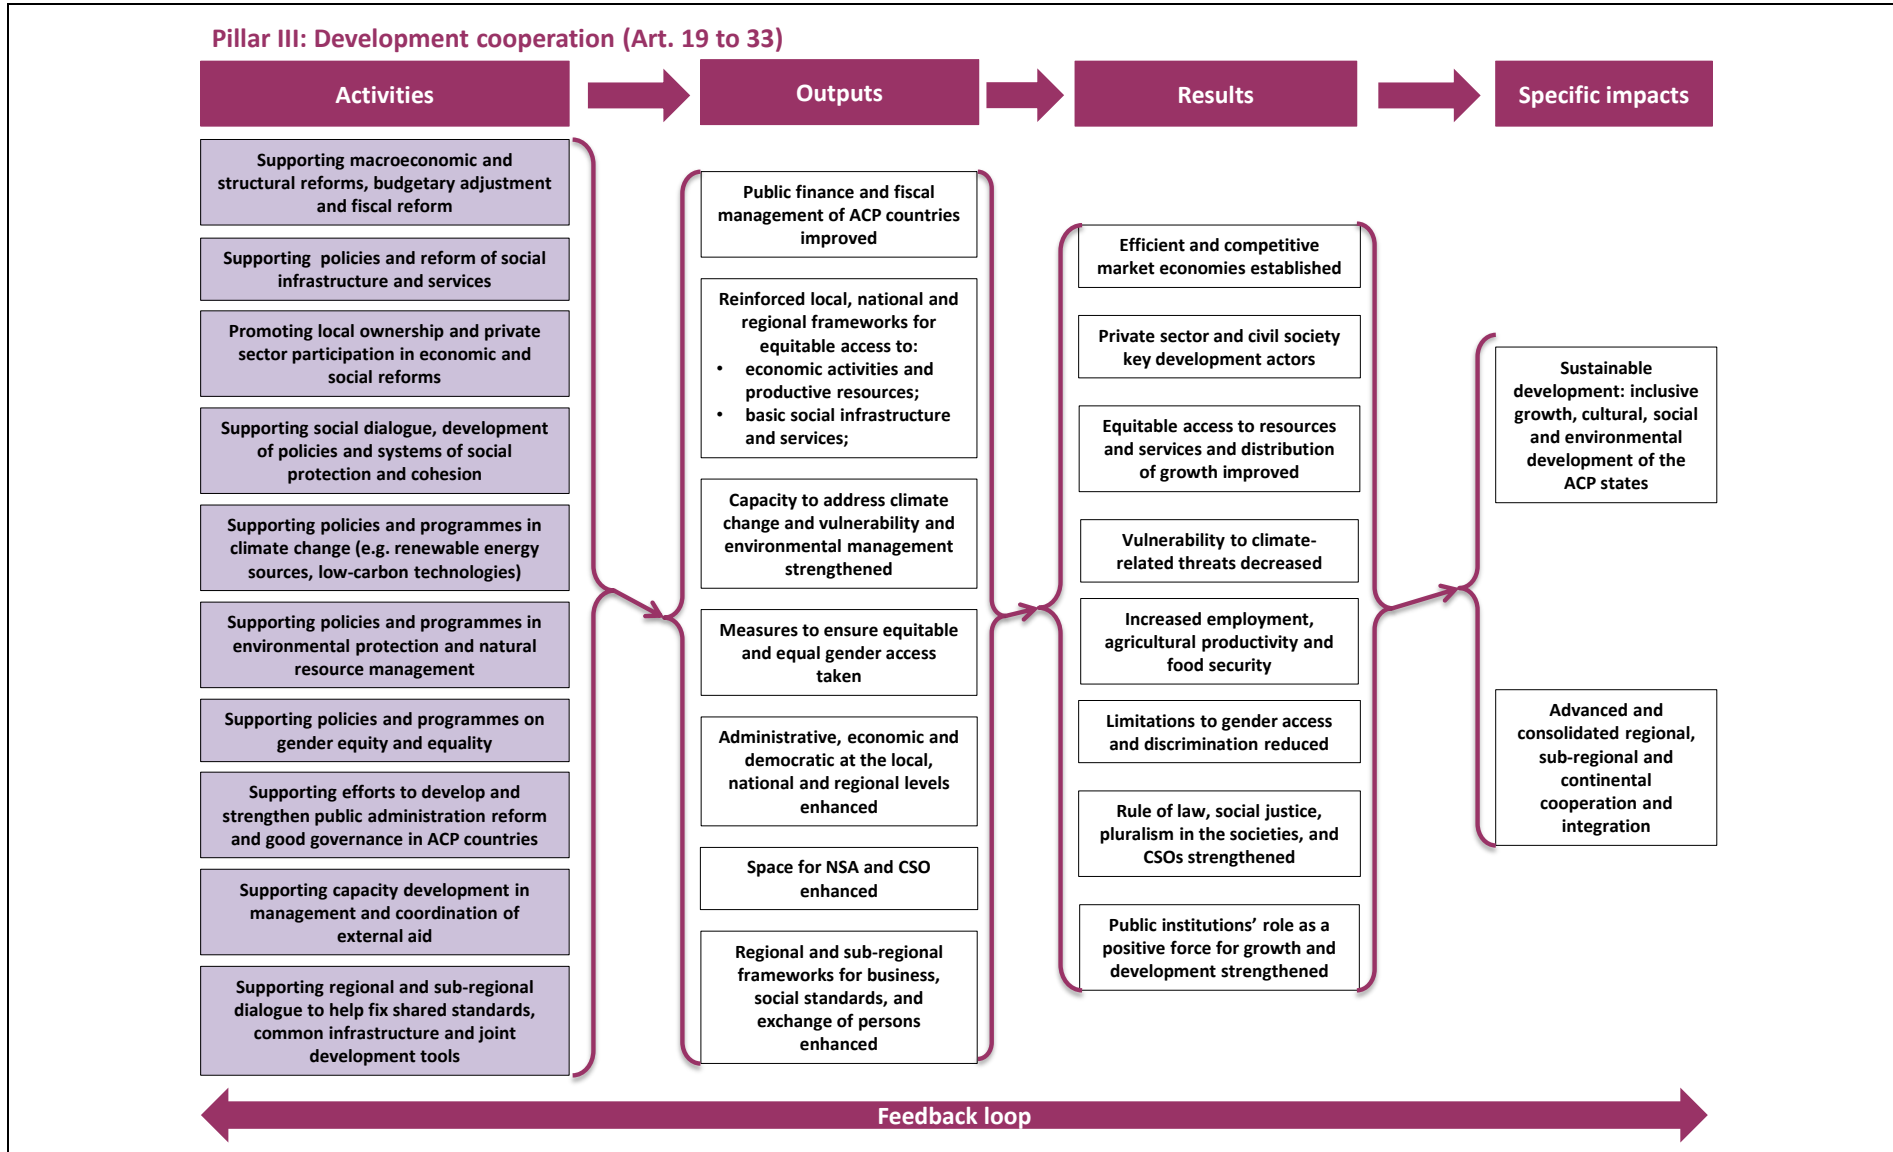 Pillar III: Development cooperation (Art. 19 to 33)
Activities
Outputs
Results
Specific impacts
Supporting macroeconomic and
structural reforms, budgetary adjustment
and fiscal reform
Supporting policies and reform of social
infrastructure and services
Promoting local ownership and private
sector participation in economic and
social reforms
Supporting social dialogue, development
of policies and systems of social
protection and cohesion
Supporting policies and programmes in
climate change (e.g. renewable energy
sources, low-carbon technologies)
Supporting policies and programmes in
environmental protection and natural
resource management
Supporting policies and programmes on
gender equity and equality
Supporting efforts to develop and
strengthen public administration reform
and good governance in ACP countries
Supporting capacity development in
management and coordination of
external aid
Supporting regional and sub-regional
dialogue to help fix shared standards,
common infrastructure and joint
development tools
Public finance and fiscal
management of ACP countries
improved
Reinforced local, national and
regional frameworks for
equitable access to:
• economic activities and
productive resources;
• basic social infrastructure
and services;
Capacity to address climate
change and vulnerability and
environmental management
strengthened
Measures to ensure equitable
and equal gender access
taken
Administrative, economic and
democratic at the local,
national and regional levels
enhanced
Space for NSA and CSO
enhanced
Regional and sub-regional
frameworks for business,
social standards, and
exchange of persons
enhanced
Efficient and competitive
market economies established
Private sector and civil society
key development actors
Equitable access to resources
and services and distribution
of growth improved
Vulnerability to climate-
related threats decreased
Increased employment,
agricultural productivity and
food security
Limitations to gender access
and discrimination reduced
Rule of law, social justice,
pluralism in the societies, and
CSOs strengthened
Public institutions’ role as a
positive force for growth and
development strengthened
Sustainable
development: inclusive
growth, cultural, social
and environmental
development of the
ACP states
Advanced and
consolidated regional,
sub-regional and
continental
cooperation and
integration
Feedback loop